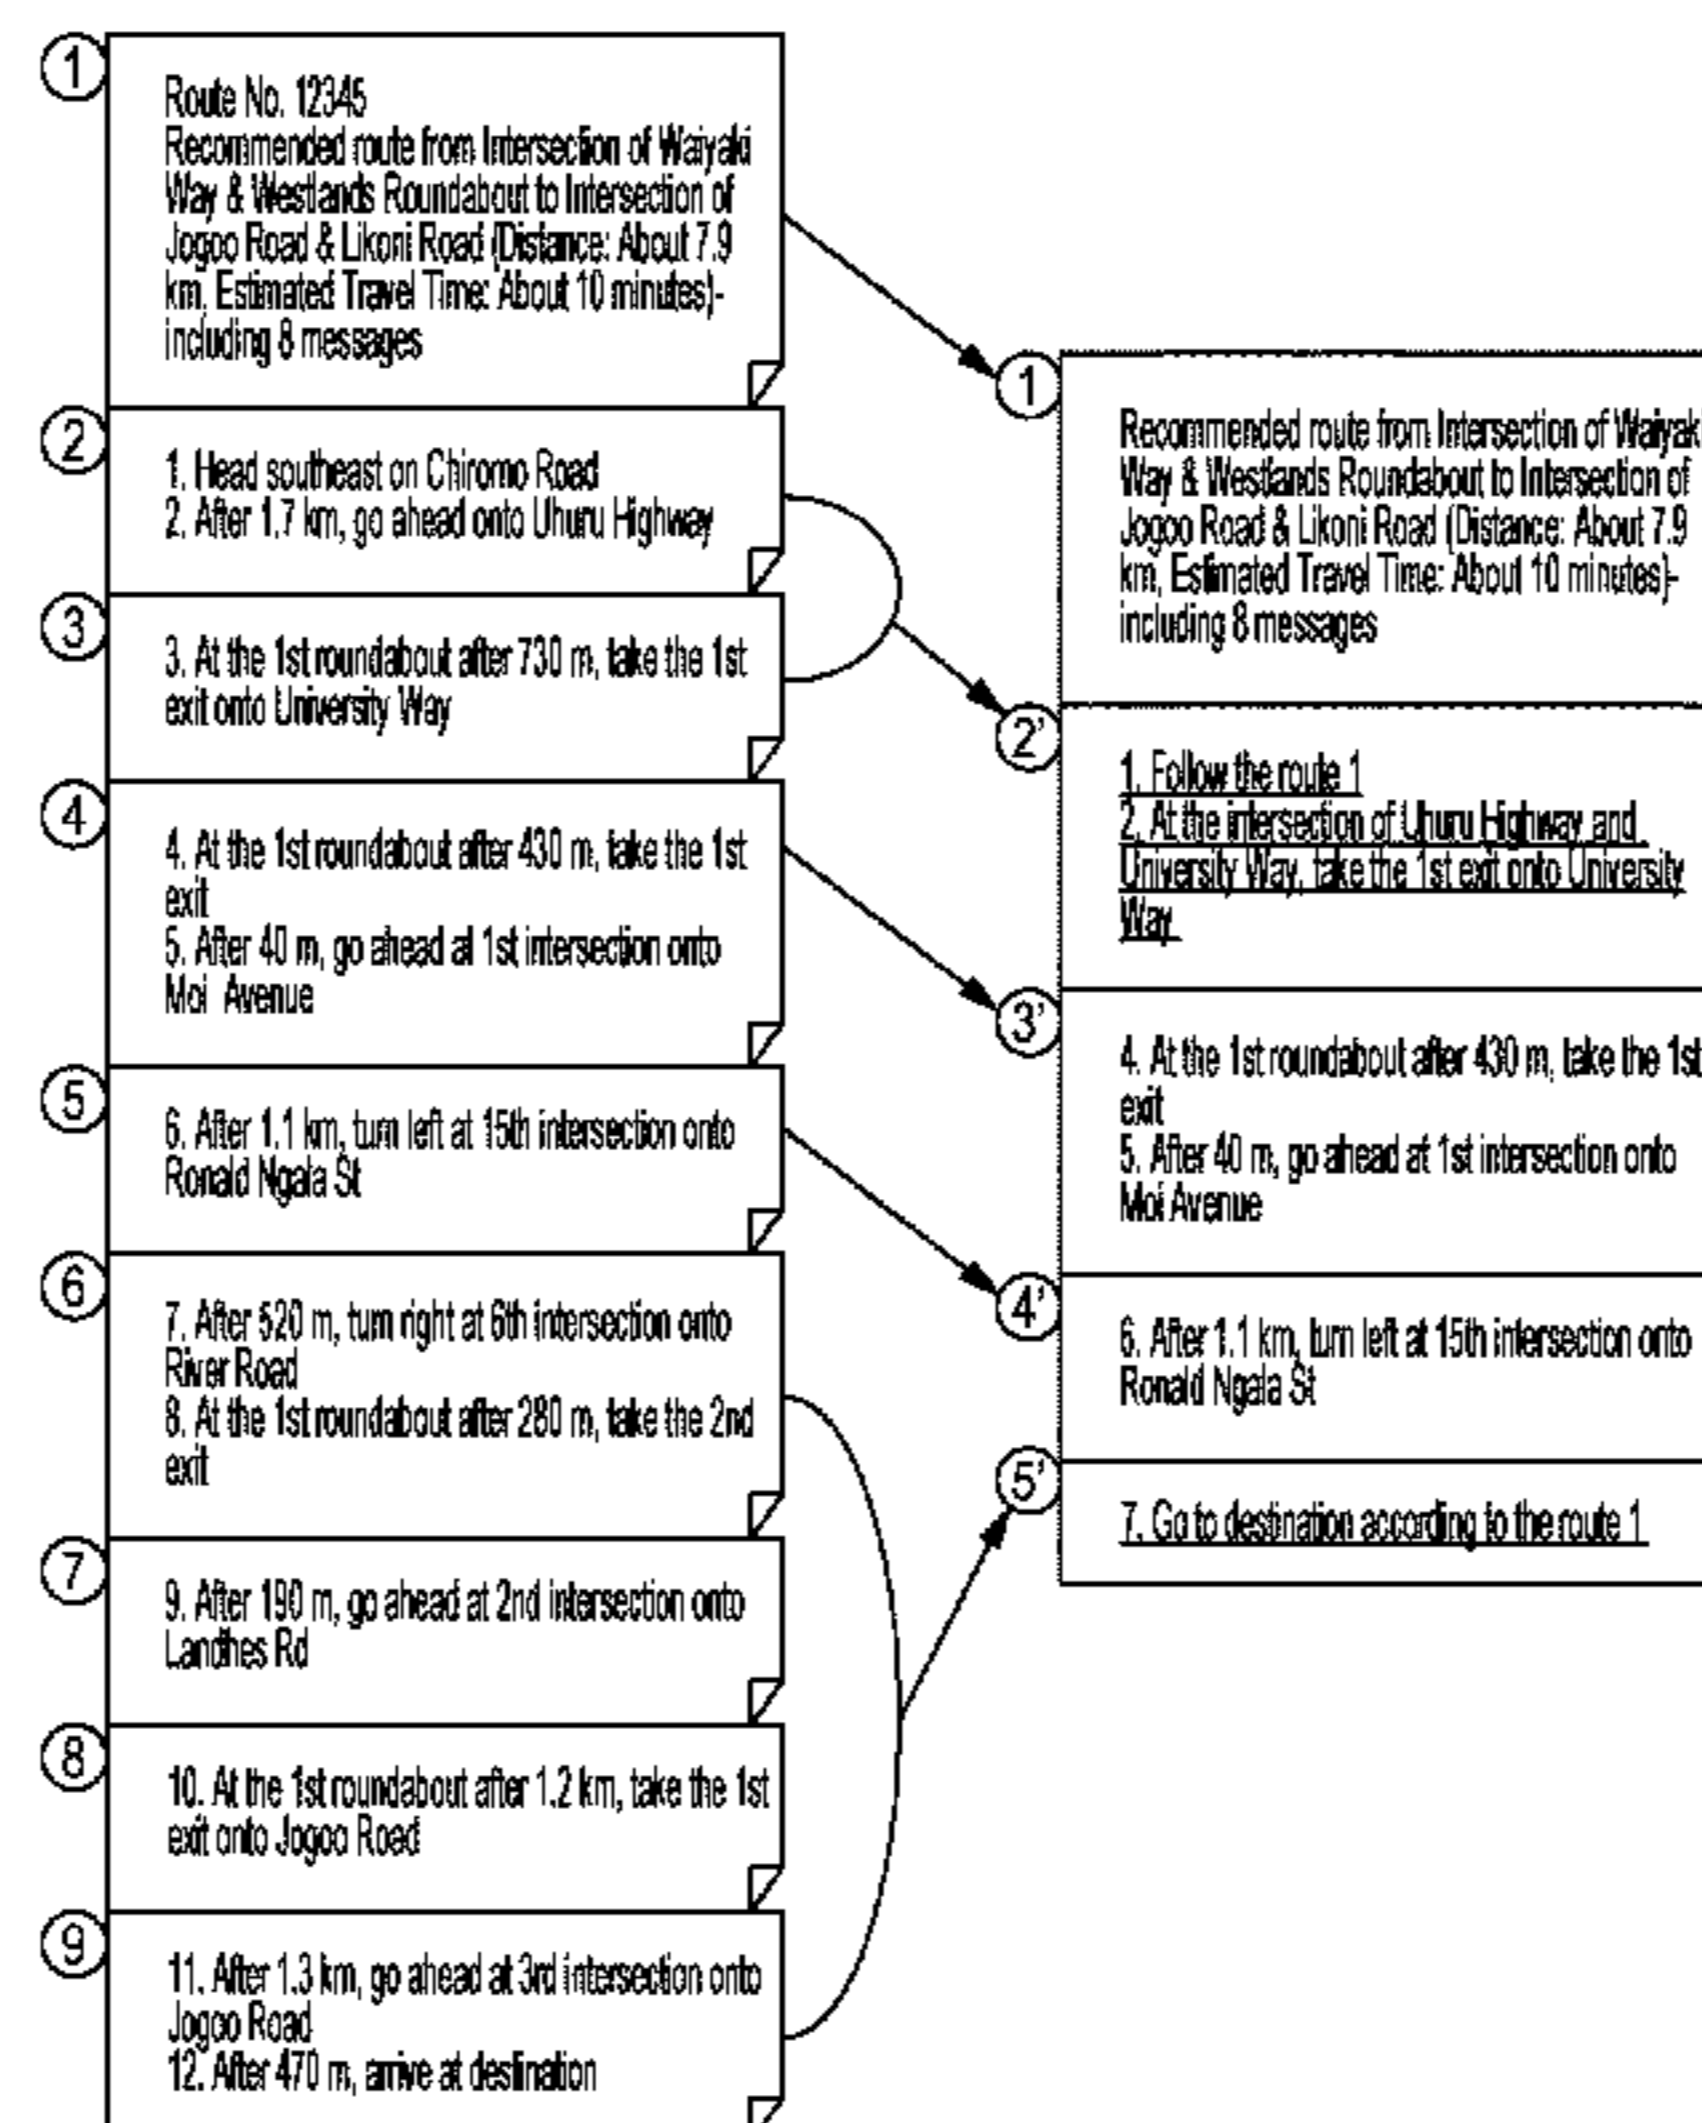 1
Route No. 12345
Recommended route from Intersection of Waiyaki
Way & Westlands Roundabout to Intersection of
Jogoo Road & Likoni Road (Distance: About 7.9
km, Estimated Travel Time: About 10 minutes)-
including 8 messages
2
1. Head southeast on Chiromo Road
2. After 1.7 km, go ahead onto Uhuru Highway
3
3. At the 1st roundabout after 730 m, take the 1st
exit onto University Way
4
4. At the 1st roundabout after 430 m, take the 1st
exit
5. After 40 m, go ahead at 1st intersection onto
Moi Avenue
5
6. After 1.1 km, turn left at 15th intersection onto
Ronald Ngala St
6
7. After 520 m, turn right at 6th intersection onto
River Road
8. At the 1st roundabout after 280 m, take the 2nd
exit
7
9. After 190 m, go ahead at 2nd intersection onto
Landhes Rd
8
10. At the 1st roundabout after 1.2 km, take the 1st
exit onto Jogoo Road
9
11. After 1.3 km, go ahead at 3rd intersection onto
Jogoo Road
12. After 470 m, arrive at destination
1
Recommended route from Intersection of Waiyaki
Way & Westlands Roundabout to Intersection of
Jogoo Road & Likoni Road (Distance: About 7.9
km, Estimated Travel Time: About 10 minutes)-
including 8 messages
2'
1. Follow the route 1
2. At the intersection of Uhuru Highway and
University Way, take the 1st exit onto University
Way
3'
4. At the 1st roundabout after 430 m, take the 1st
exit
5. After 40 m, go ahead at 1st intersection onto
Moi Avenue
4'
6. After 1.1 km, turn left at 15th intersection onto
Ronald Ngala St
5'
7. Go to destination according to the route 1